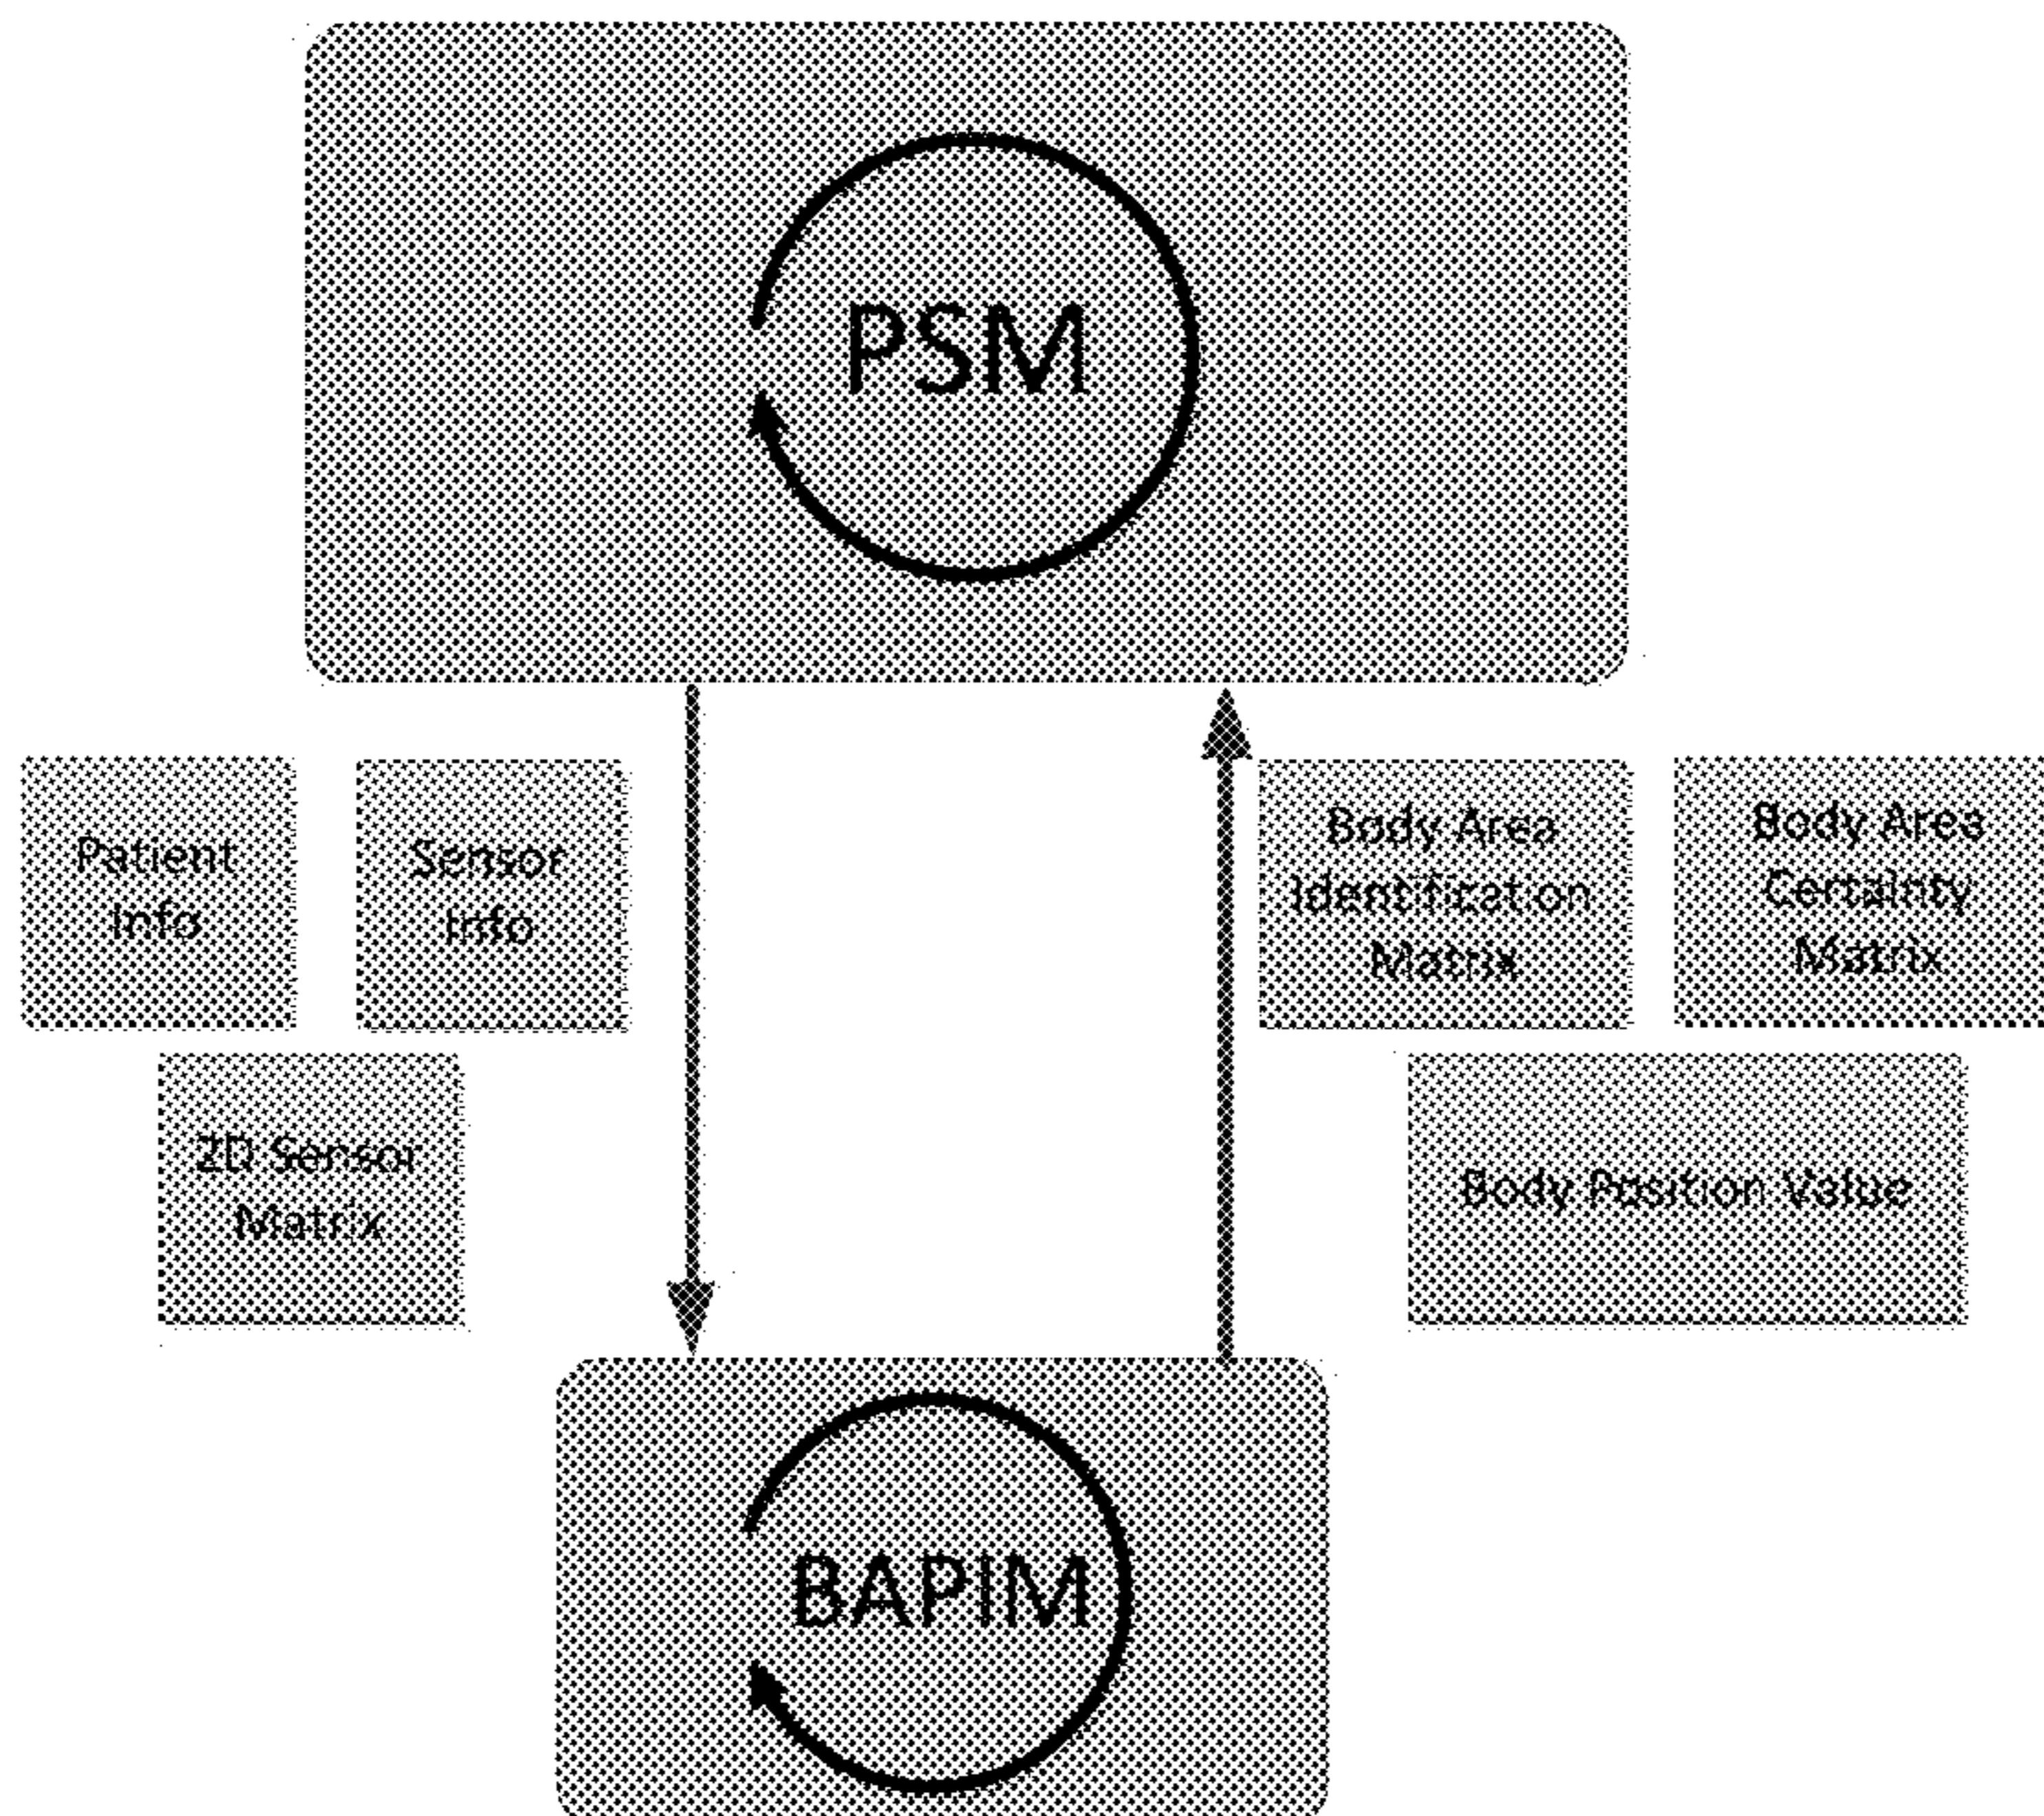 PSM
Patient
Info
Sensor
Info
2D Sensor
Matrix
Body Area
Identification
Matrix
Body Area
Certainty
Matrix
Body Position Value
BAPIM